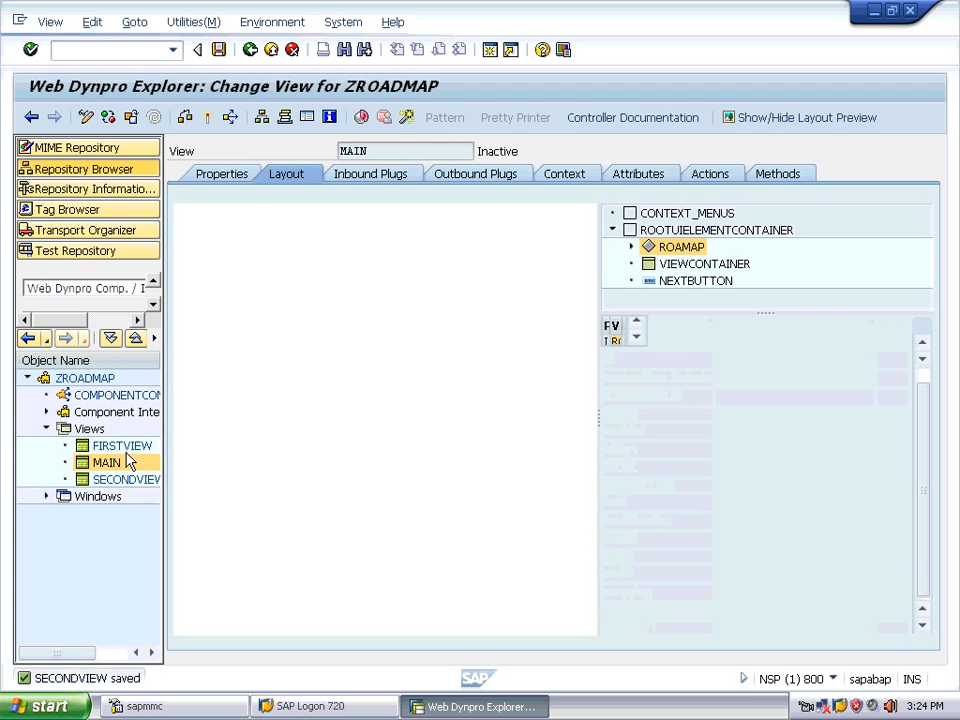 View Edit Goto Utilities(M) Environment System Help
Web Dynpro Explorer: Change View for ZROADMAP
Pattern Pretty Printer Controller Documentation Show/Hide Layout Preview
MIME Repository
Repository Browser
Repository Informatio...
Tag Browser
Transport Organizer
Test Repository
View MAIN Inactive
Properties Layout Inbound Plugs Outbound Plugs Context Attributes Actions Methods
Web Dynpro Comp. / I
Object Name
ZROADMAP
COMPONENTCON
Component Inte
Views
FIRSTVIEW
MAIN
SECONDVIEW
Windows
CONTEXT_MENUS
ROOTUIELEMENTCONTAINER
ROAMAP
VIEWCONTAINER
NEXTBUTTON
SECONDVIEW saved
SAP
NSP (1) 800 sapabap INS
start sapmmc SAP Logon 720 Web Dynpro Explorer:... 3:24 PM